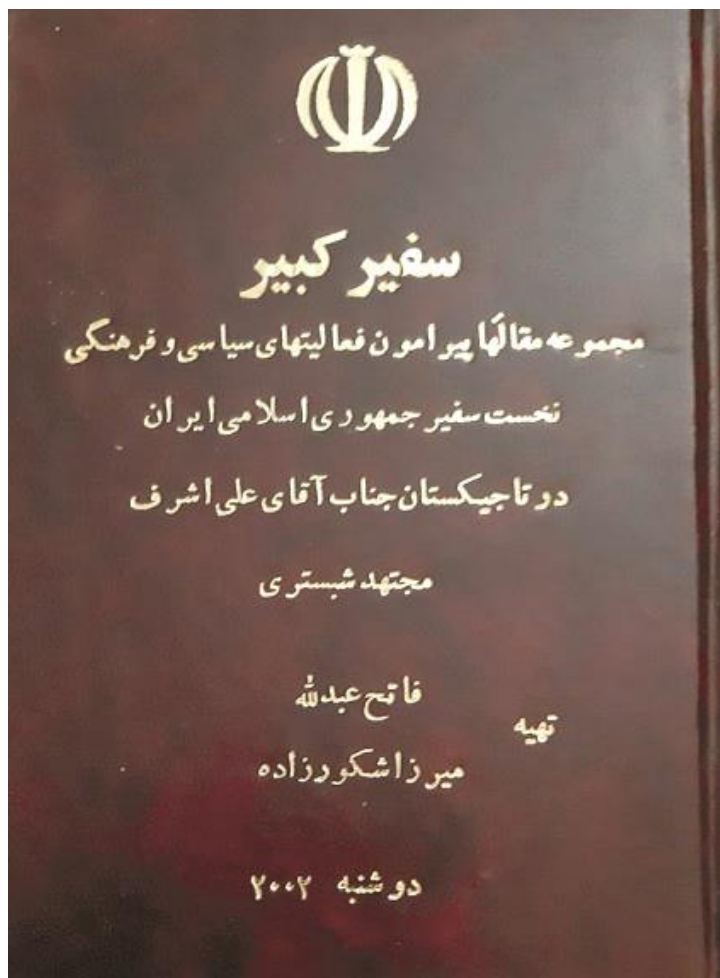 سفیر کبیر
مجموعه مقالها پیرامون فعالیتهای سیاسی و فرهنگی
نخست سفیر جمهوری اسلامی ایران
در تاجیکستان جناب آقای علی اشرف
مجتهد شبستری
فاتح عبدلله
تهیه
میرزا شکورزاده
دوشنبه ۲۰۰۲